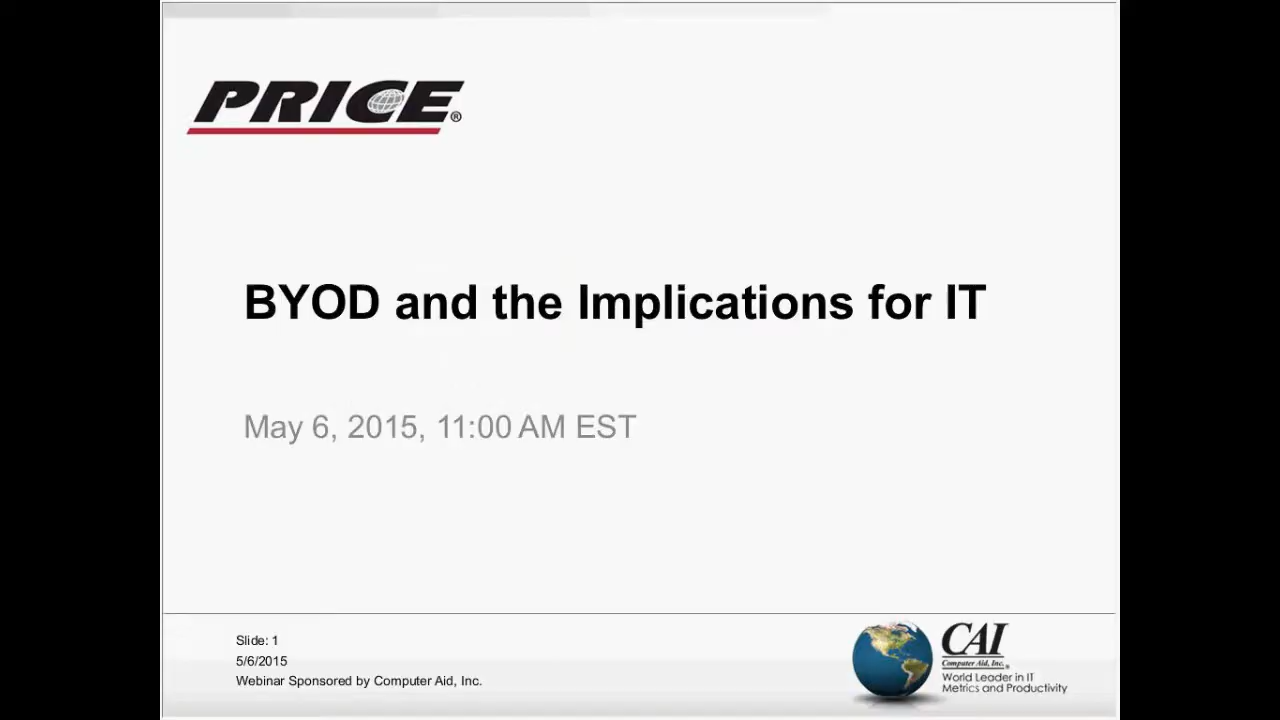 PRICE®
BYOD and the Implications for IT
May 6, 2015, 11:00 AM EST
Slide: 1
5/6/2015
Webinar Sponsored by Computer Aid, Inc.
CAI
Computer Aid, Inc.®
World Leader in IT
Metrics and Productivity